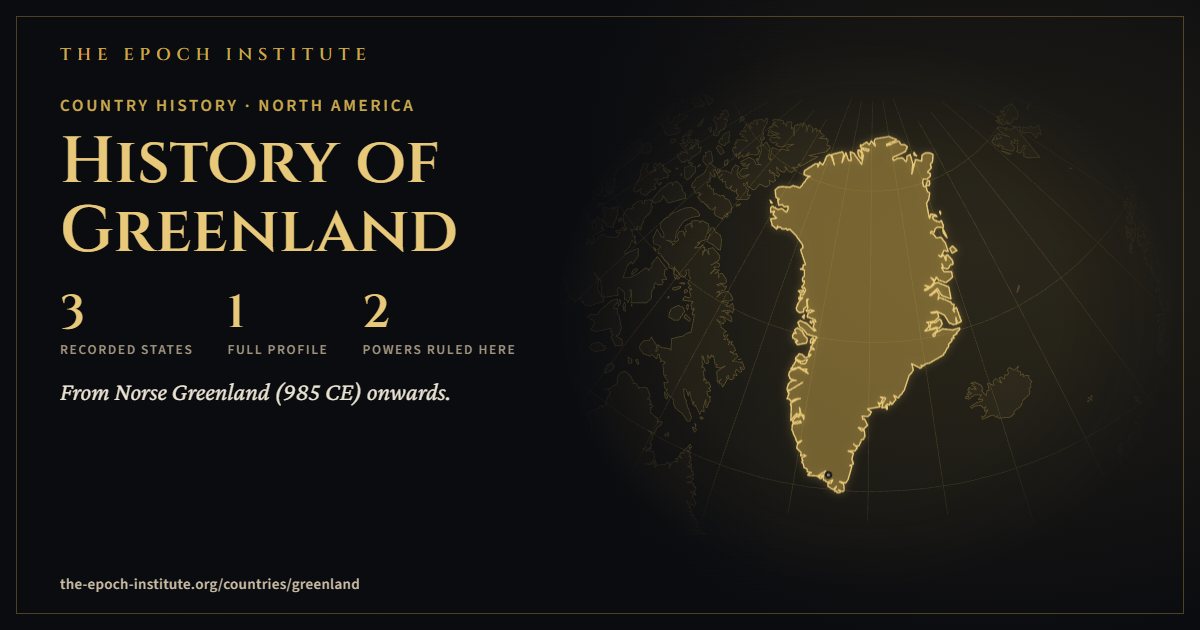 THE EPOCH INSTITUTE
COUNTRY HISTORY · NORTH AMERICA
HISTORY OF
GREENLAND
3 1 2
RECORDED STATES FULL PROFILE POWERS RULED HERE
From Norse Greenland (985 CE) onwards.
the-epoch-institute.org/countries/greenland